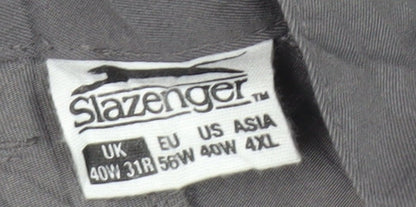 Slazenger™
UK EU US ASIA
40W 31R 56W 40W 4XL